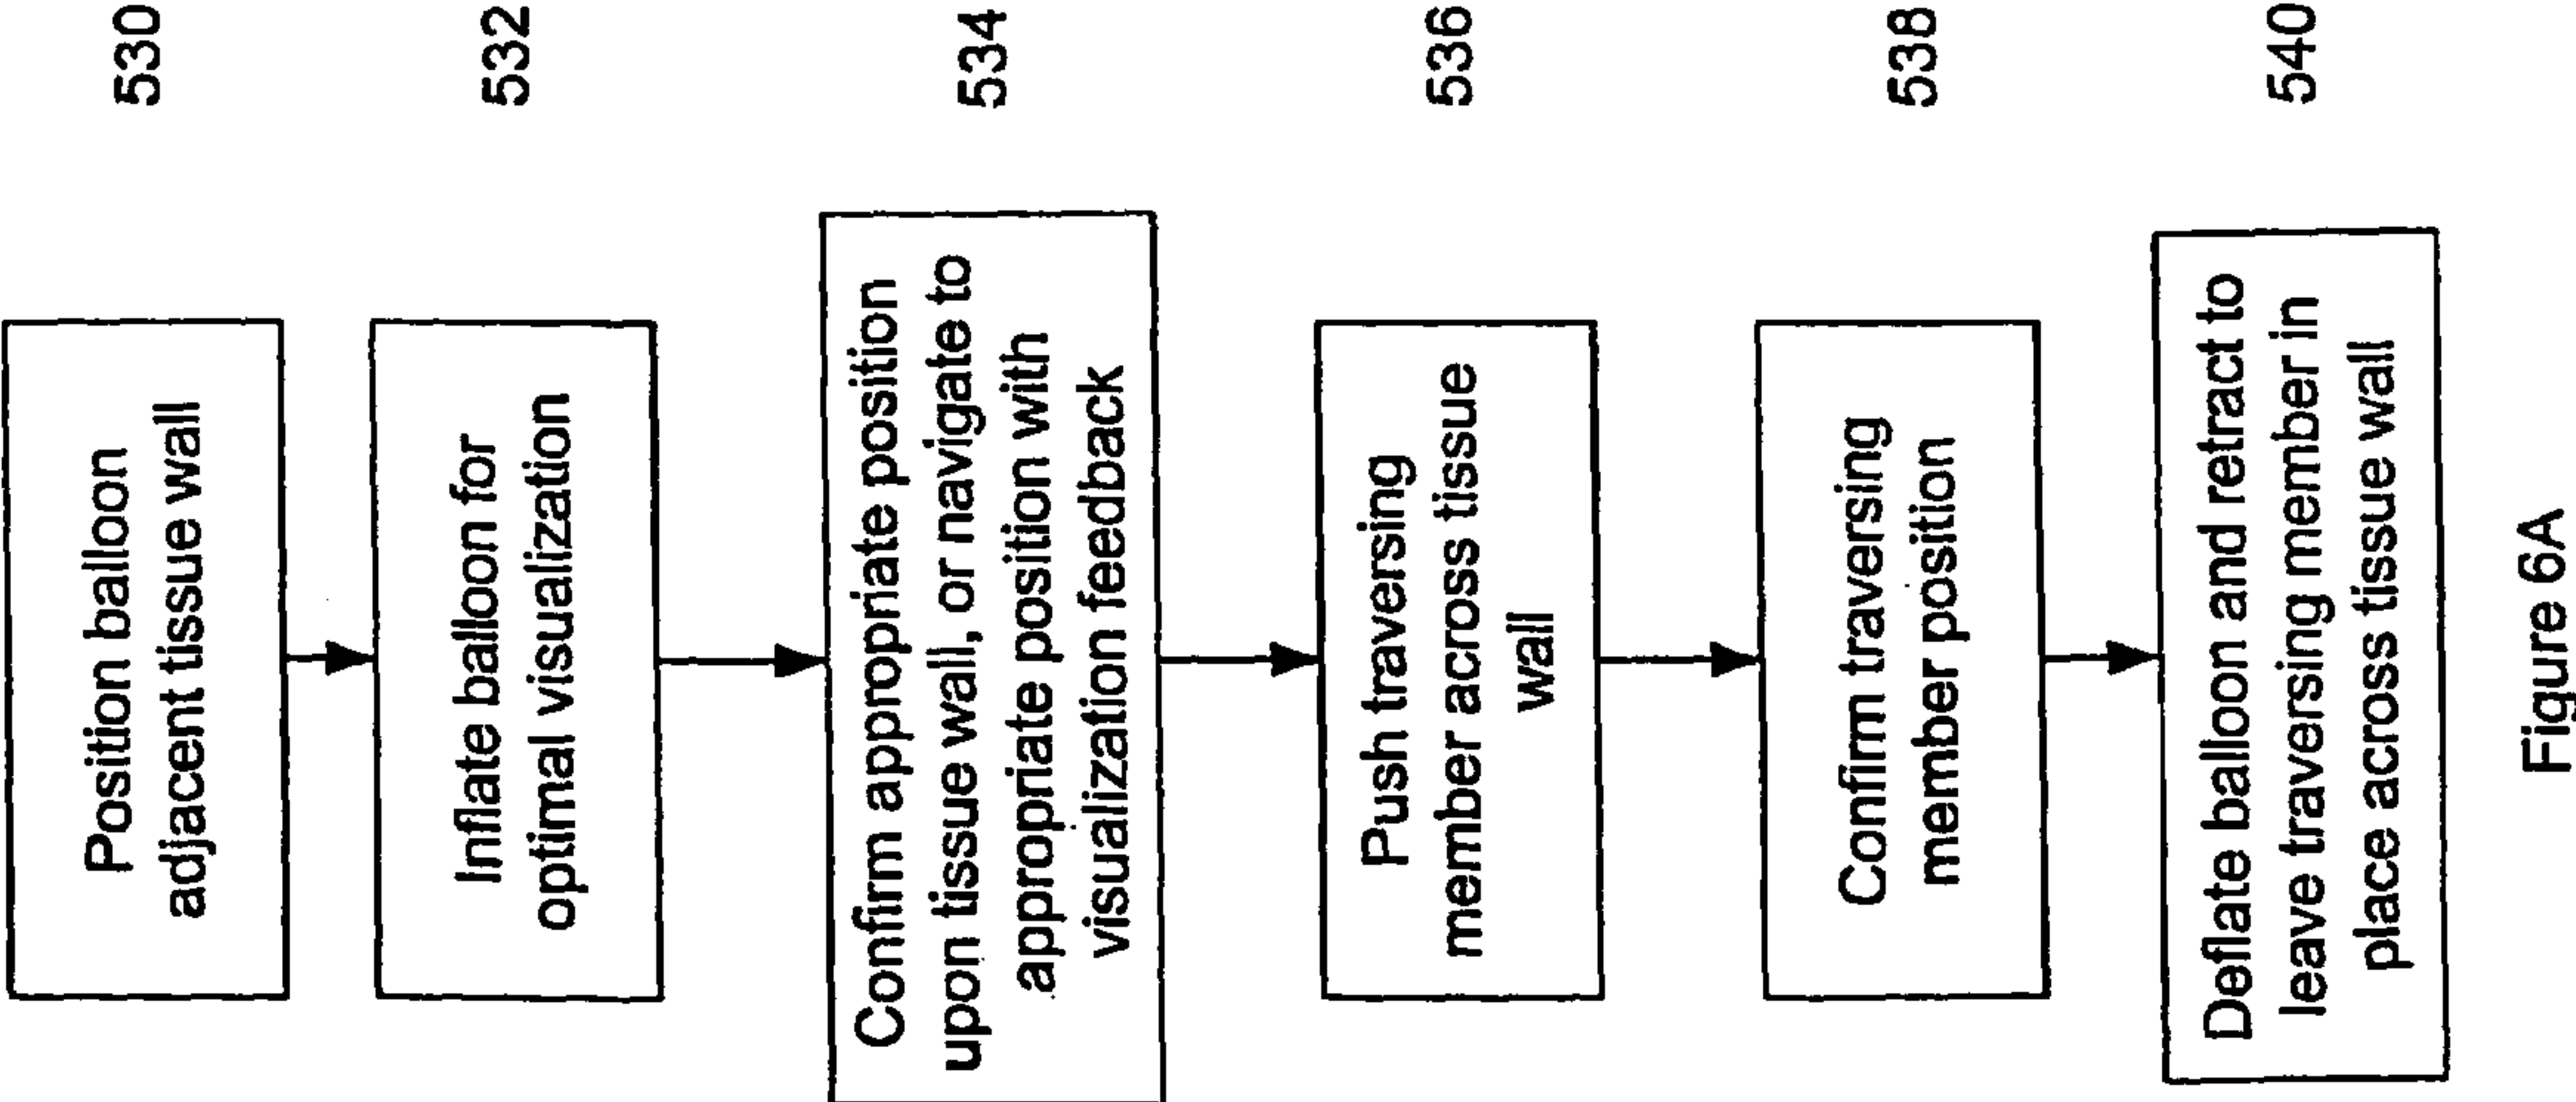 Position balloon
adjacent tissue wall
530
Inflate balloon for
optimal visualization
532
Confirm appropriate position
upon tissue wall, or navigate to
appropriate position with
visualization feedback
534
Push traversing
member across tissue
wall
536
Confirm traversing
member position
538
Deflate balloon and retract to
leave traversing member in
place across tissue wall
540
Figure 6A